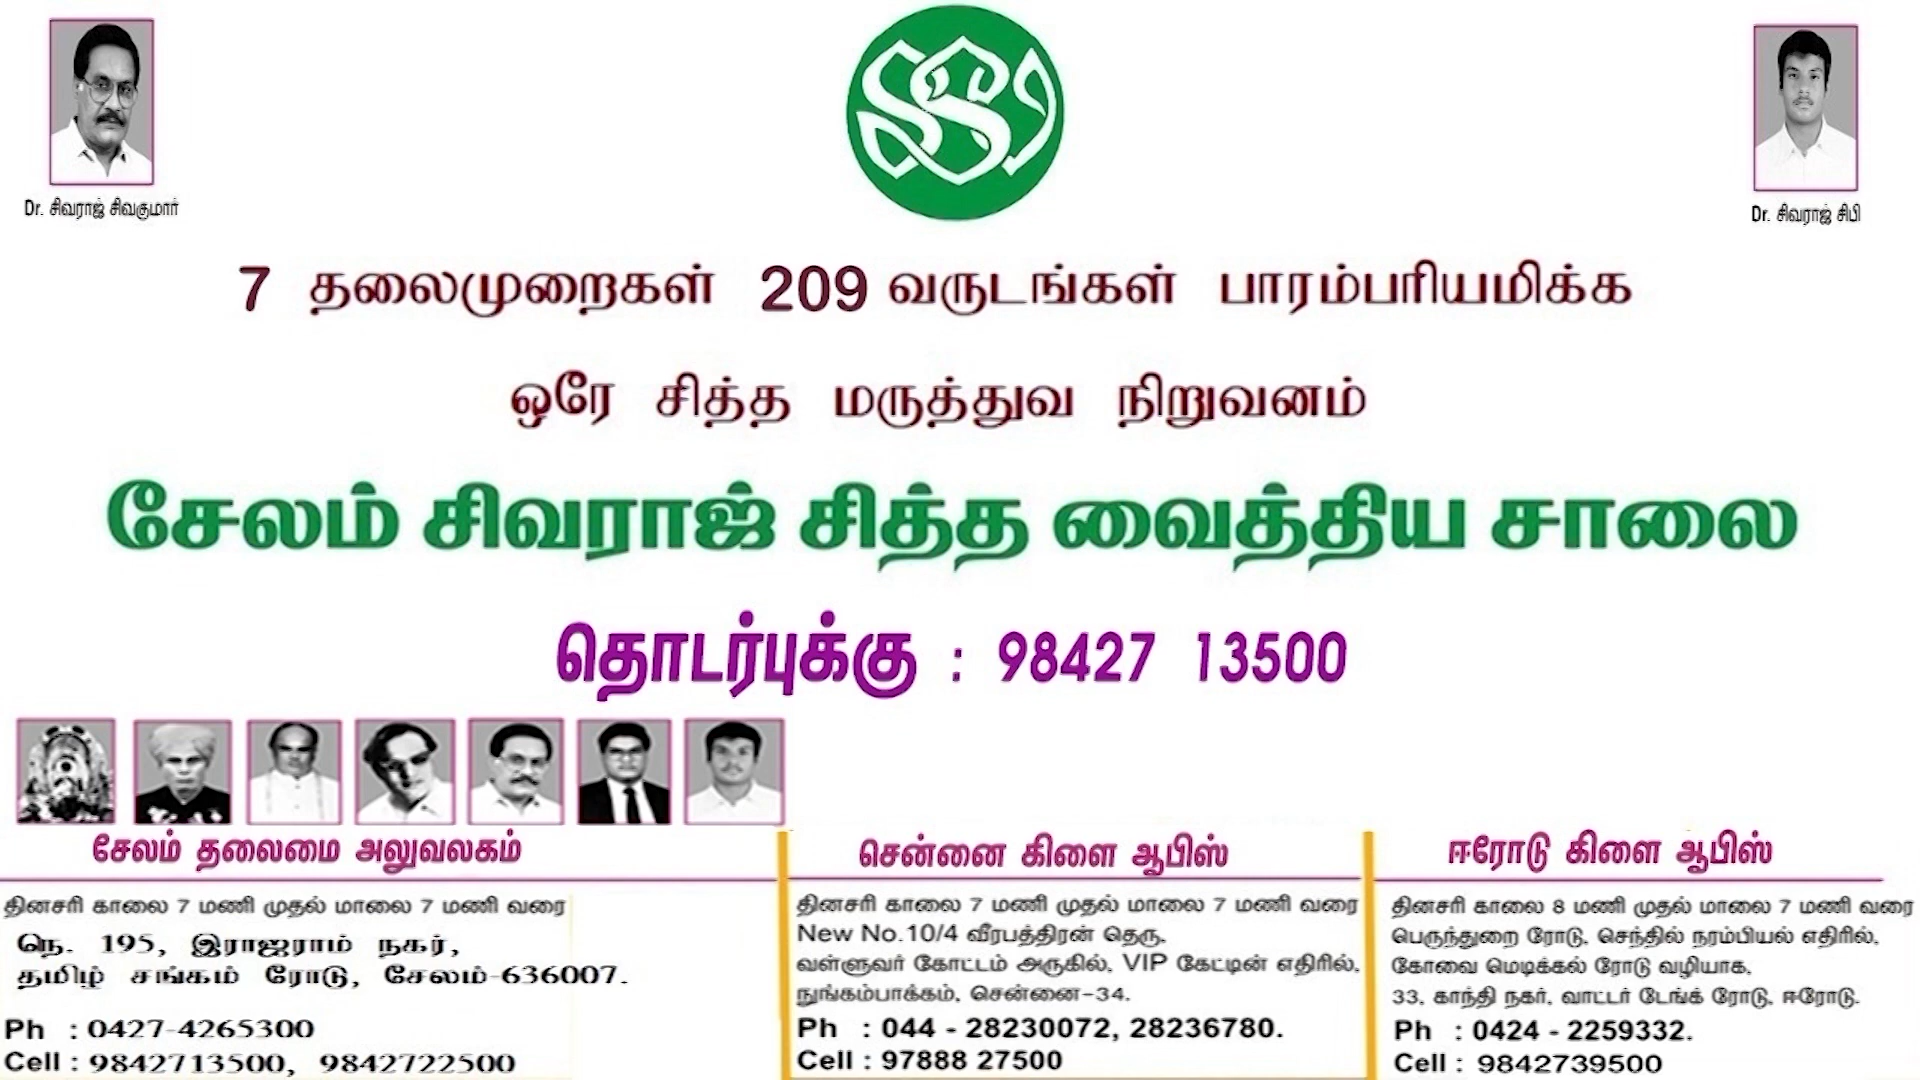 SSS
Dr. சிவராஜ் சிவகுமார்
Dr. சிவராஜ் சிபி
7 தலைமுறைகள் 209 வருடங்கள் பாரம்பரியமிக்க
ஒரே சித்த மருத்துவ நிறுவனம்
சேலம் சிவராஜ் சித்த வைத்திய சாலை
தொடர்புக்கு : 98427 13500
சேலம் தலைமை அலுவலகம்
தினசரி காலை 7 மணி முதல் மாலை 7 மணி வரை
நெ. 195, இராஜராம் நகர்,
தமிழ் சங்கம் ரோடு, சேலம்-636007.
Ph : 0427-4265300
Cell : 9842713500, 9842722500
சென்னை கிளை ஆபிஸ்
தினசரி காலை 7 மணி முதல் மாலை 7 மணி வரை
New No.10/4 வீரபத்திரன் தெரு,
வள்ளுவர் கோட்டம் அருகில், VIP கேட்டின் எதிரில்,
நுங்கம்பாக்கம், சென்னை-34.
Ph : 044 - 28230072, 28236780.
Cell : 97888 27500
ஈரோடு கிளை ஆபிஸ்
தினசரி காலை 8 மணி முதல் மாலை 7 மணி வரை
பெருந்துறை ரோடு, செந்தில் நரம்பியல் எதிரில்,
கோவை மெடிக்கல் ரோடு வழியாக,
33, காந்தி நகர், வாட்டர் டேங்க் ரோடு, ஈரோடு.
Ph : 0424 - 2259332.
Cell : 9842739500